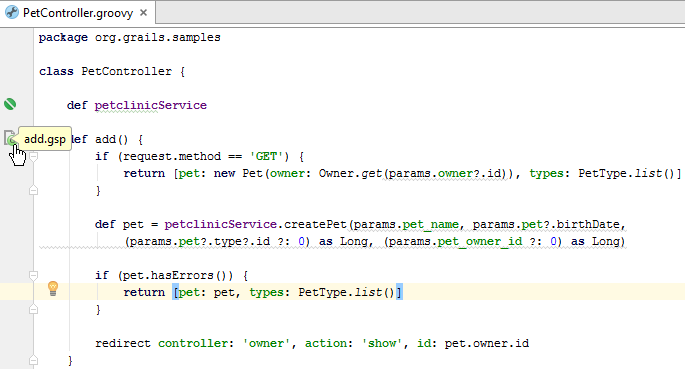 PetController.groovy ×
package org.grails.samples
class PetController {
def petclinicService
add.gsp
def add() {
if (request.method == 'GET') {
return [pet: new Pet(owner: Owner.get(params.owner?.id)), types: PetType.list()]
}
def pet = petclinicService.createPet(params.pet_name, params.pet?.birthDate,
(params.pet?.type?.id ?: 0) as Long, (params.pet_owner_id ?: 0) as Long)
if (pet.hasErrors()) {
return [pet: pet, types: PetType.list()]
}
redirect controller: 'owner', action: 'show', id: pet.owner.id
}